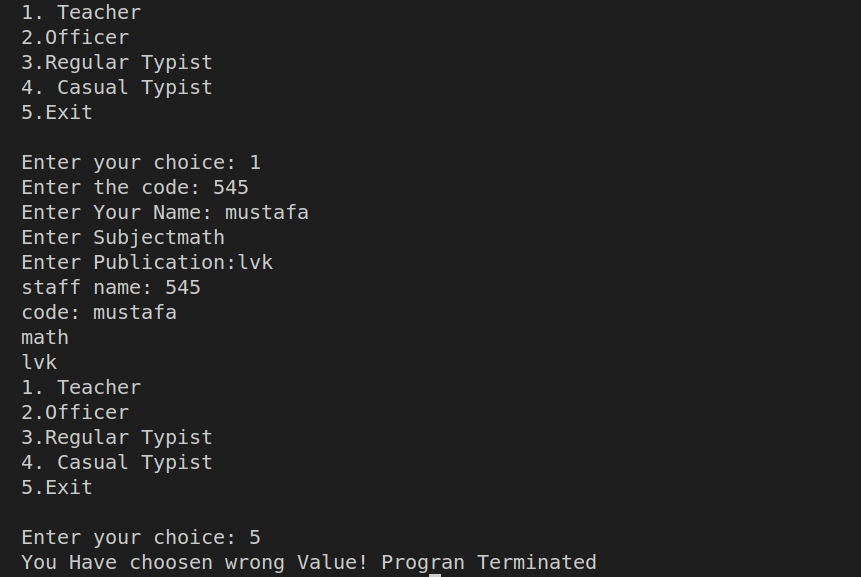 1. Teacher
2.Officer
3.Regular Typist
4. Casual Typist
5.Exit
Enter your choice: 1
Enter the code: 545
Enter Your Name: mustafa
Enter Subjectmath
Enter Publication:lvk
staff name: 545
code: mustafa
math
lvk
1. Teacher
2.Officer
3.Regular Typist
4. Casual Typist
5.Exit
Enter your choice: 5
You Have choosen wrong Value! Progran Terminated